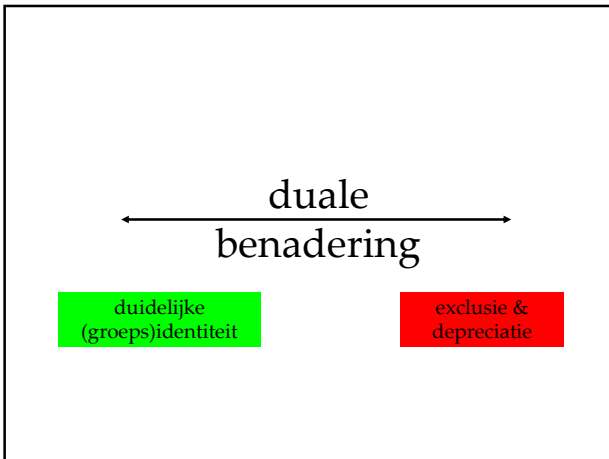 duale
benadering
duidelijke
(groeps)identiteit
exclusie &
depreciatie